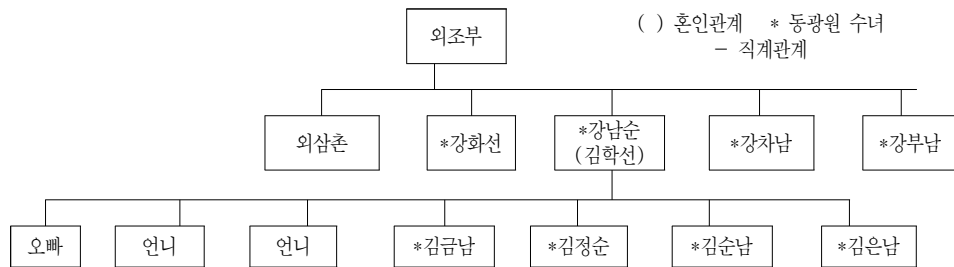 ( ) 혼인관계 * 동광원 수녀
- 직계관계
외조부
외삼촌
*강화선
*강남순
(김학선)
*강차남
*강부남
오빠
언니
언니
*김금남
*김정순
*김순남
*김은남